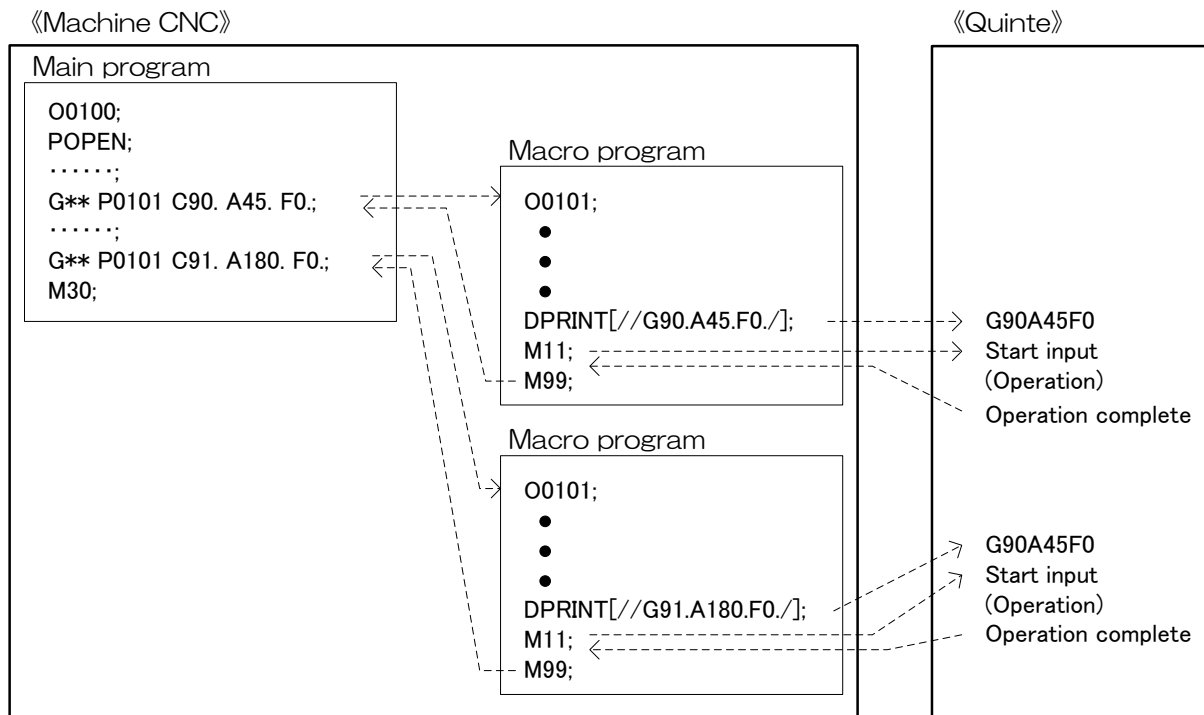 《Machine CNC》
Main program
O0100;
POPEN;
······;
G** P0101 C90. A45. F0.;
······;
G** P0101 C91. A180. F0.;
M30;
Macro program
O0101;
●
●
●
DPRINT[//G90.A45.F0./];
M11;
M99;
Macro program
O0101;
●
●
●
DPRINT[//G91.A180.F0./];
M11;
M99;
《Quinte》
G90A45F0
Start input
(Operation)
Operation complete
G90A45F0
Start input
(Operation)
Operation complete